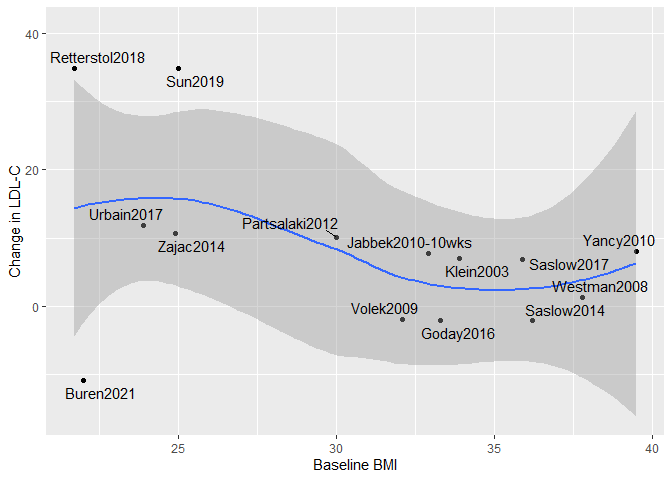 40
Retterstol2018
Sun2019
20
Urbain2017
Partsalaki2012
Zajac2014
Jabbek2010-10wks
Yancy2010
Klein2003
Saslow2017
Westman2008
Change in LDL-C
0
Volek2009
Saslow2014
Goday2016
Buren2021
25
30
35
40
Baseline BMI